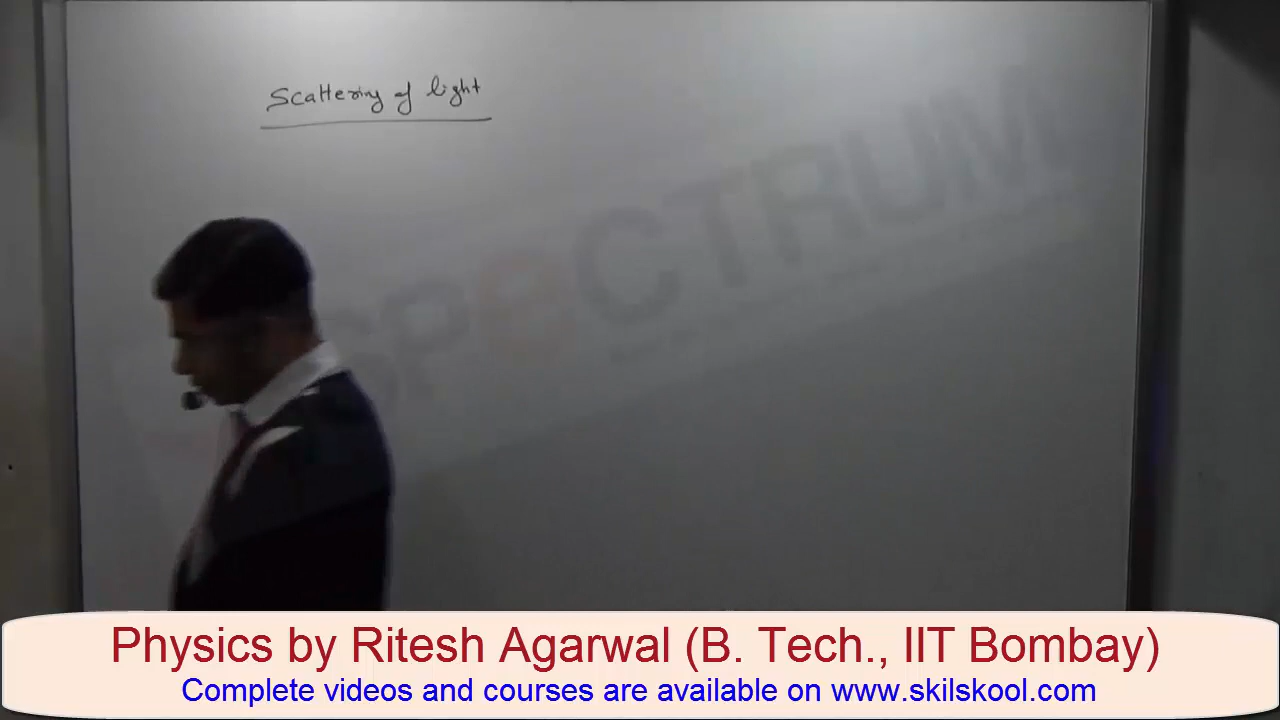 Scattering of light
SPeCTRUM
Physics by Ritesh Agarwal (B. Tech., IIT Bombay)
Complete videos and courses are available on www.skilskool.com